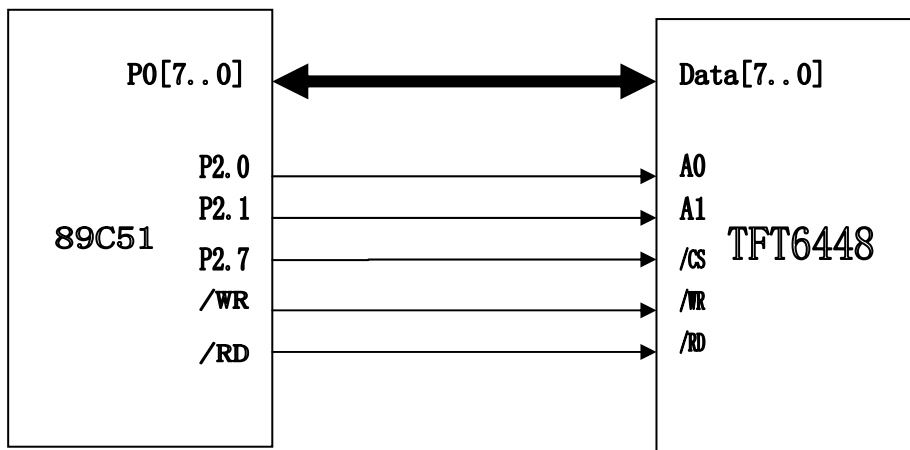 P0[7..0]
Data[7..0]
P2.0
A0
P2.1
A1
89C51
P2.7
/CS
TFT6448
/WR
/WR
/RD
/RD